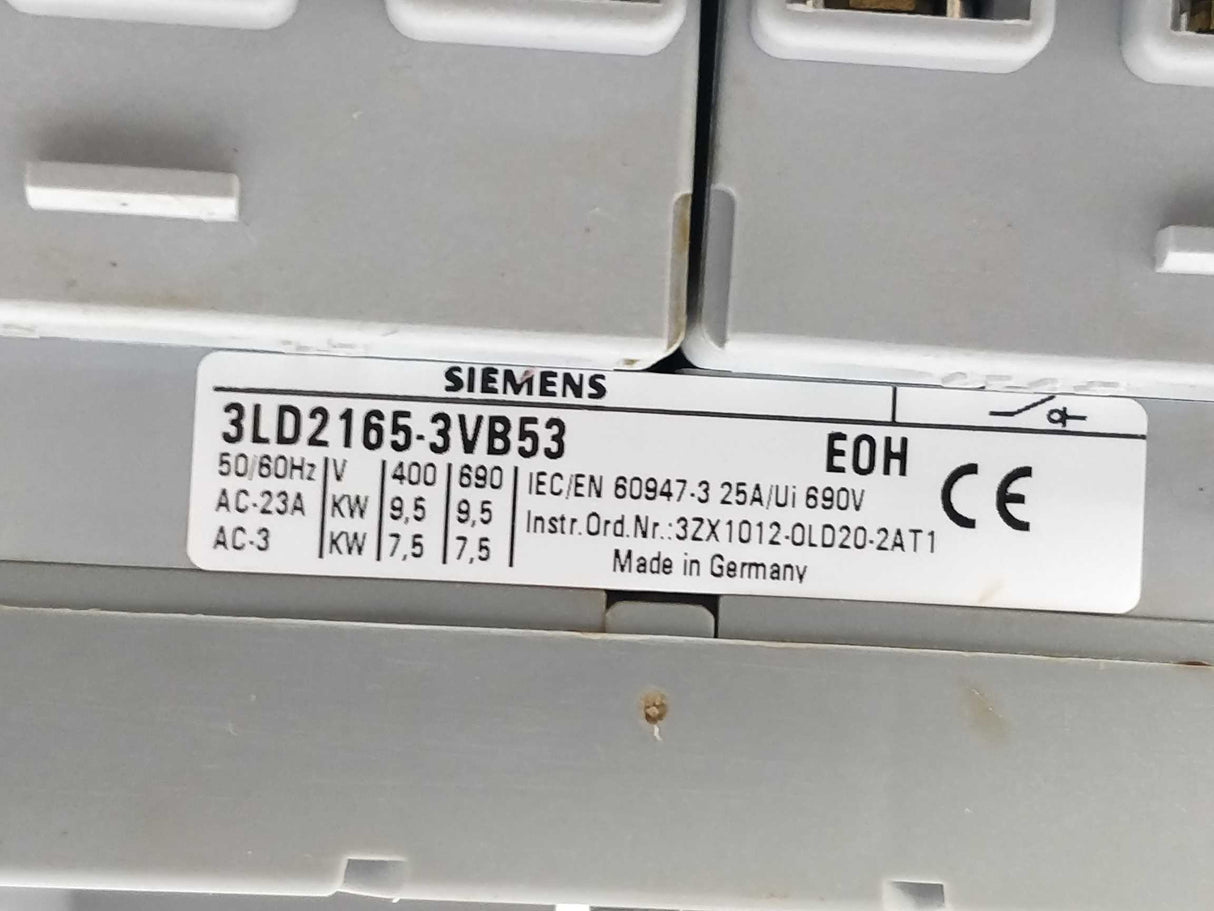 SIEMENS
3LD2165-3VB53 E0H
50/60Hz V 400 690 IEC/EN 60947-3 25A/Ui 690V
AC-23A KW 9,5 9,5 Instr.Ord.Nr.:3ZX1012-0LD20-2AT1
AC-3 KW 7,5 7,5 Made in Germany
CE